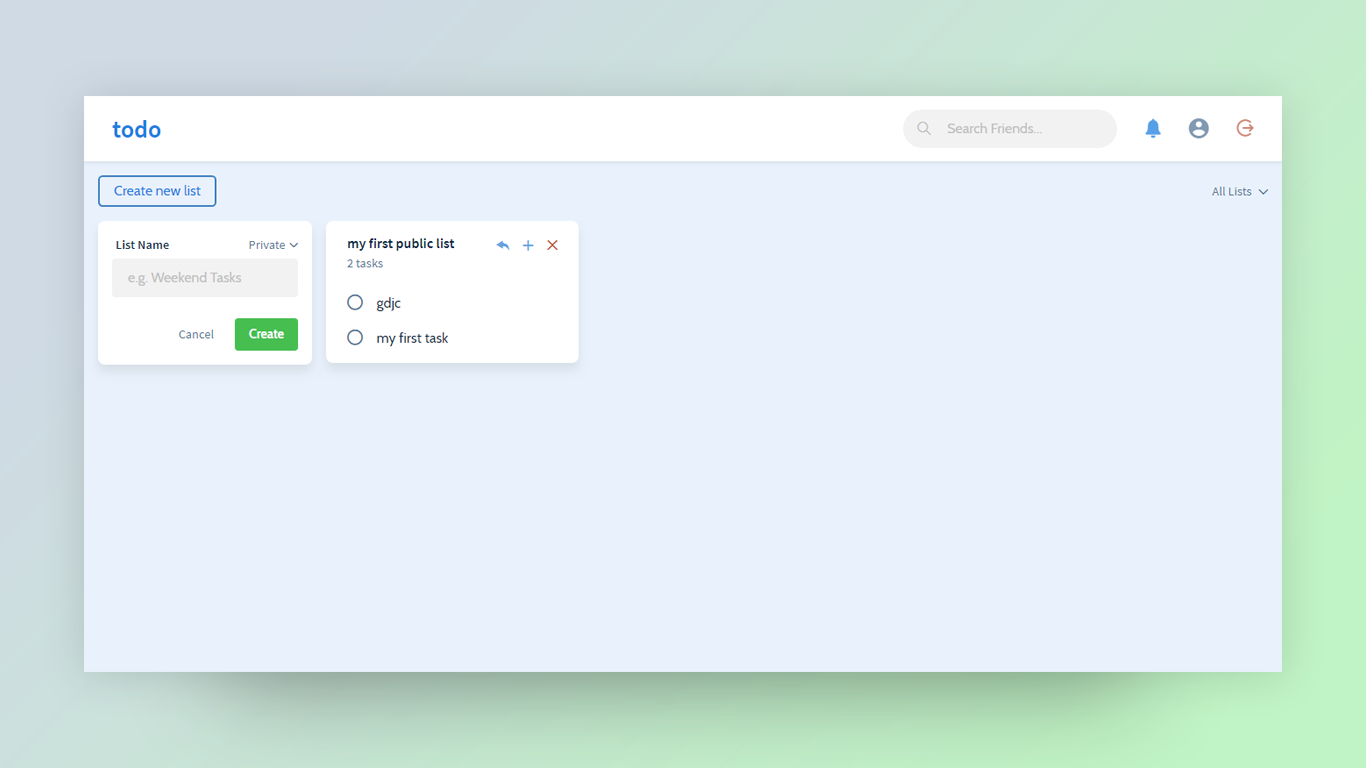 todo
Search Friends...
Create new list
All Lists
List Name
Private
e.g. Weekend Tasks
Cancel
Create
my first public list
2 tasks
gdjc
my first task